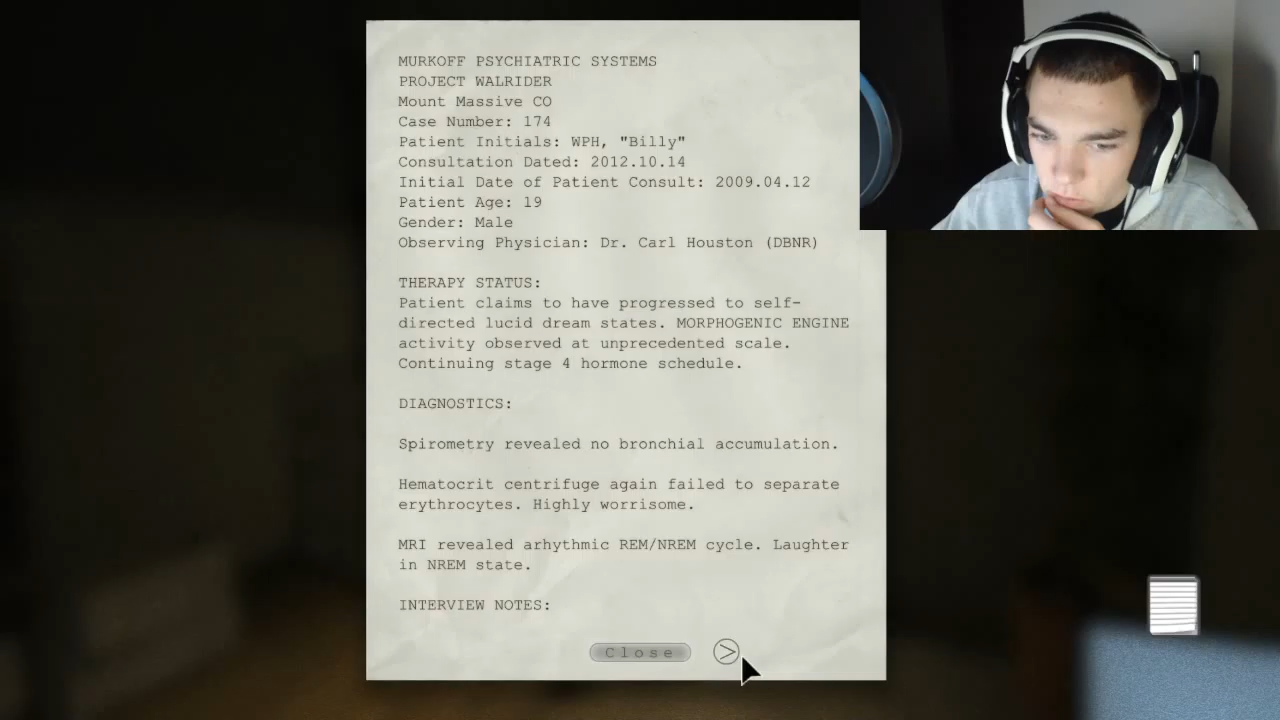 MURKOFF PSYCHIATRIC SYSTEMS
PROJECT WALRIDER
Mount Massive CO
Case Number: 174
Patient Initials: WPH, "Billy"
Consultation Dated: 2012.10.14
Initial Date of Patient Consult: 2009.04.12
Patient Age: 19
Gender: Male
Observing Physician: Dr. Carl Houston (DBNR)
THERAPY STATUS:
Patient claims to have progressed to self-
directed lucid dream states. MORPHOGENIC ENGINE
activity observed at unprecedented scale.
Continuing stage 4 hormone schedule.
DIAGNOSTICS:
Spirometry revealed no bronchial accumulation.
Hematocrit centrifuge again failed to separate
erythrocytes. Highly worrisome.
MRI revealed arhythmic REM/NREM cycle. Laughter
in NREM state.
INTERVIEW NOTES:
Close >